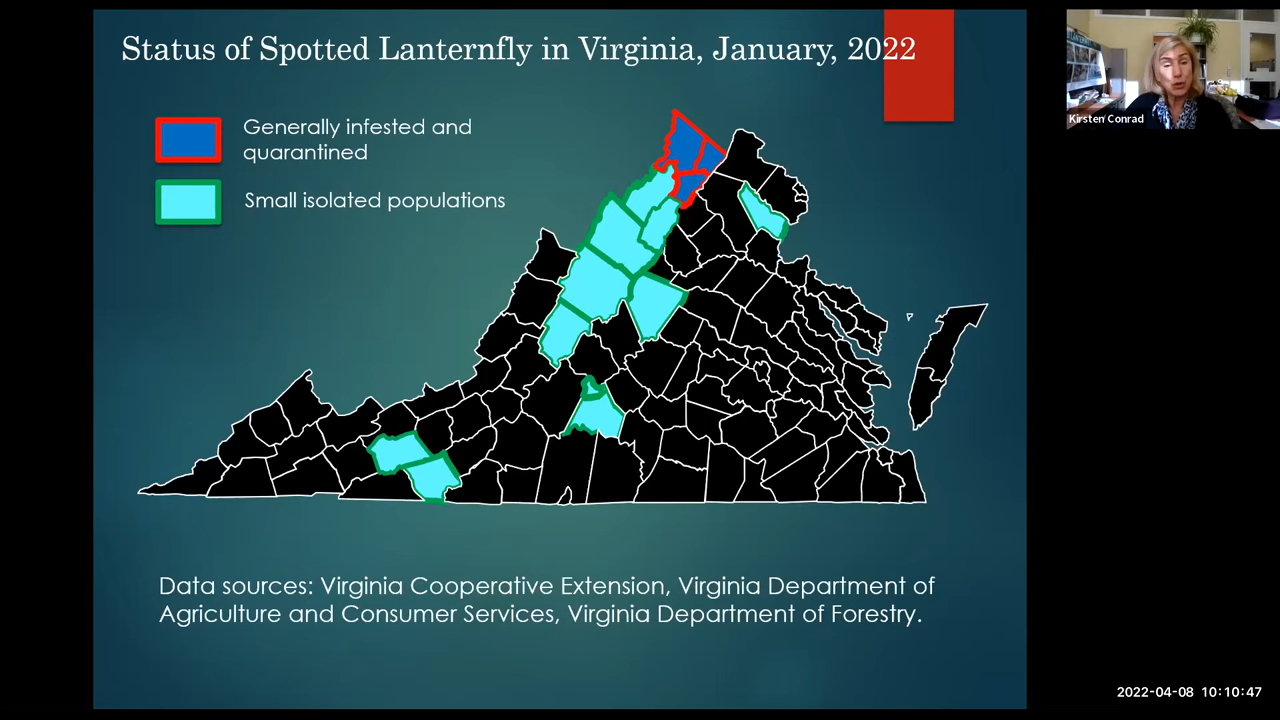 Status of Spotted Lanternfly in Virginia, January, 2022
Generally infested and
quarantined
Small isolated populations
Data sources: Virginia Cooperative Extension, Virginia Department of
Agriculture and Consumer Services, Virginia Department of Forestry.
Kirsten Conrad
2022-04-08 10:10:47